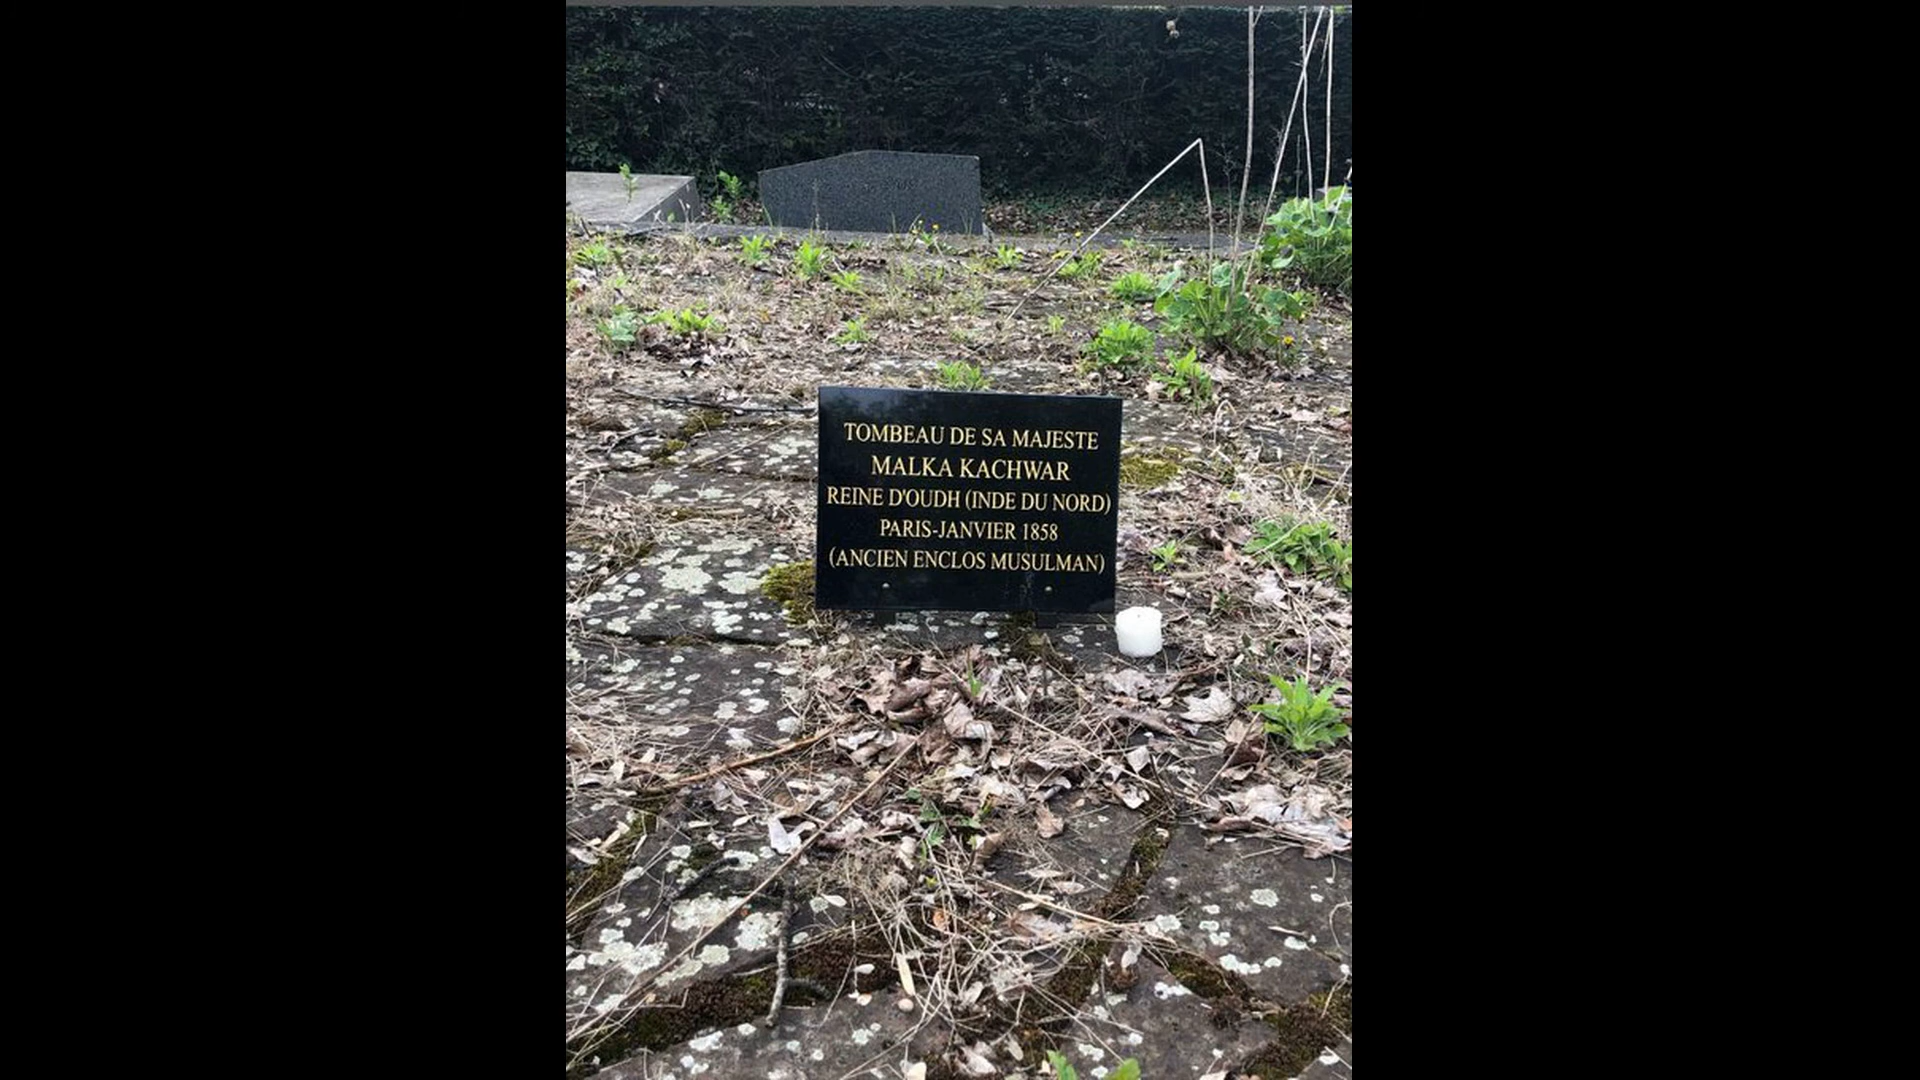 TOMBEAU DE SA MAJESTE
MALKA KACHWAR
REINE D'OUDH (INDE DU NORD)
PARIS-JANVIER 1858
(ANCIEN ENCLOS MUSULMAN)